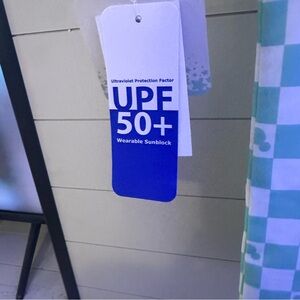 Ultraviolet Protection Factor
UPF
50+
Wearable Sunblock